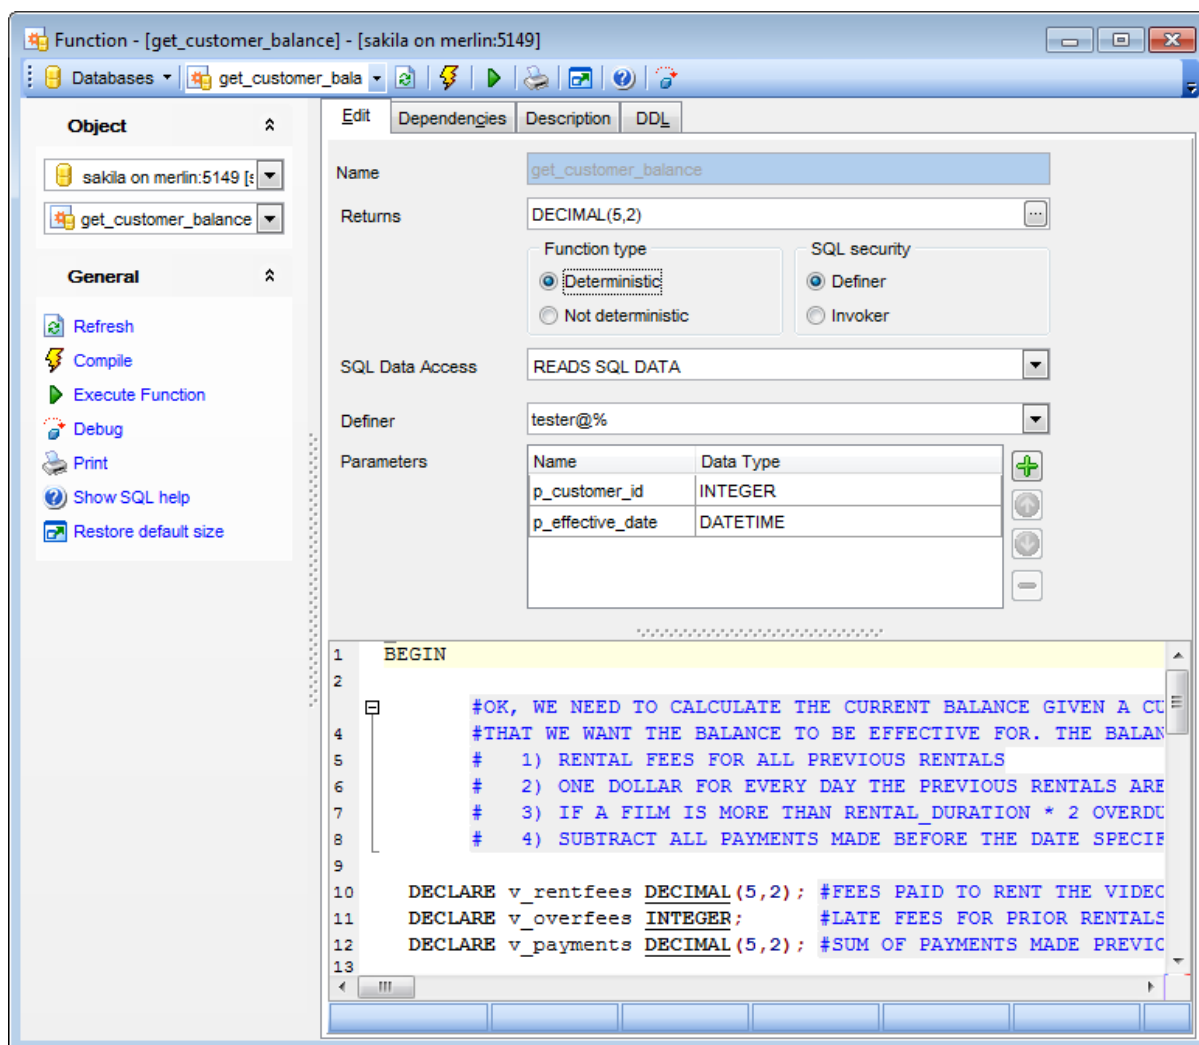 Function - [get_customer_balance] - [sakila on merlin:5149]
Databases get_customer_bala
Object
sakila on merlin:5149 [s
get_customer_balance
General
Refresh
Compile
Execute Function
Debug
Print
Show SQL help
Restore default size
Edit Dependencies Description DDL
Name get_customer_balance
Returns DECIMAL(5,2)
Function type SQL security
Deterministic Definer
Not deterministic Invoker
SQL Data Access READS SQL DATA
Definer tester@%
Parameters Name Data Type
p_customer_id INTEGER
p_effective_date DATETIME
1 BEGIN
2
#OK, WE NEED TO CALCULATE THE CURRENT BALANCE GIVEN A CU
4 #THAT WE WANT THE BALANCE TO BE EFFECTIVE FOR. THE BALAN
5 # 1) RENTAL FEES FOR ALL PREVIOUS RENTALS
6 # 2) ONE DOLLAR FOR EVERY DAY THE PREVIOUS RENTALS ARE
7 # 3) IF A FILM IS MORE THAN RENTAL_DURATION * 2 OVERDU
8 # 4) SUBTRACT ALL PAYMENTS MADE BEFORE THE DATE SPECIF
9
10 DECLARE v_rentfees DECIMAL(5,2); #FEES PAID TO RENT THE VIDEO
11 DECLARE v_overfees INTEGER; #LATE FEES FOR PRIOR RENTALS
12 DECLARE v_payments DECIMAL(5,2); #SUM OF PAYMENTS MADE PREVIO
13